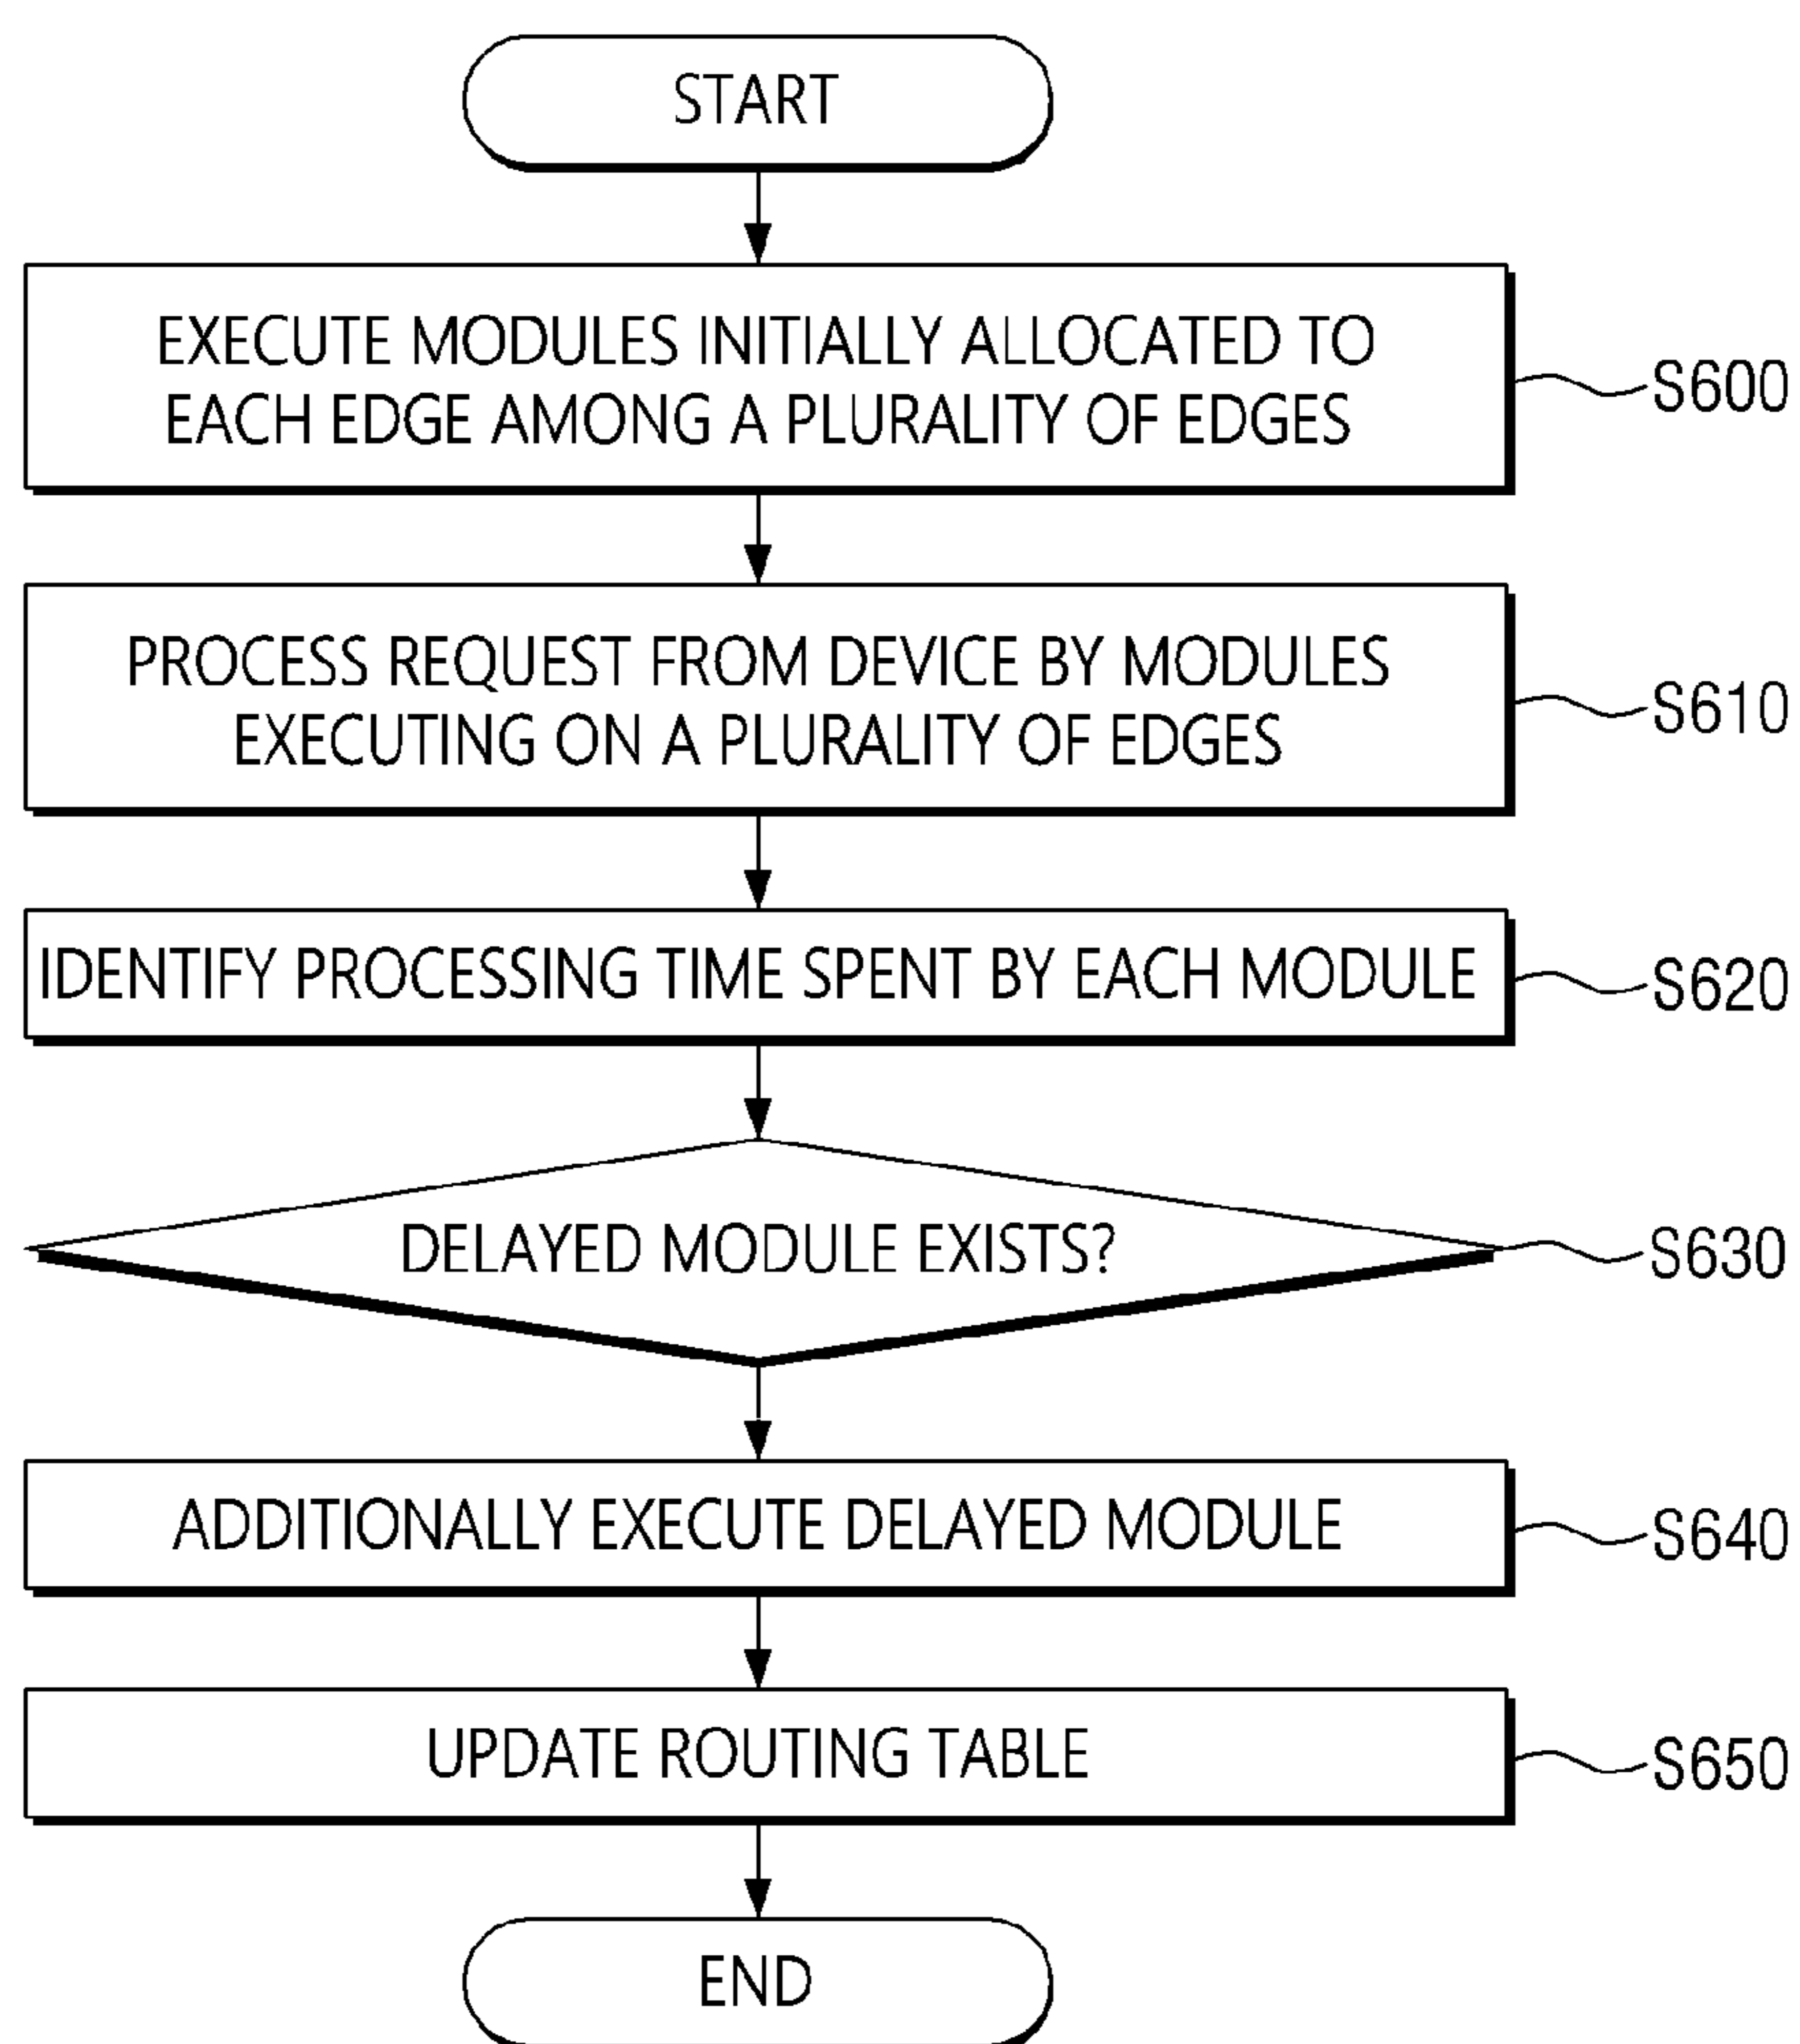 START
EXECUTE MODULES INITIALLY ALLOCATED TO
EACH EDGE AMONG A PLURALITY OF EDGES
S600
PROCESS REQUEST FROM DEVICE BY MODULES
EXECUTING ON A PLURALITY OF EDGES
S610
IDENTIFY PROCESSING TIME SPENT BY EACH MODULE
S620
DELAYED MODULE EXISTS?
S630
ADDITIONALLY EXECUTE DELAYED MODULE
S640
UPDATE ROUTING TABLE
S650
END